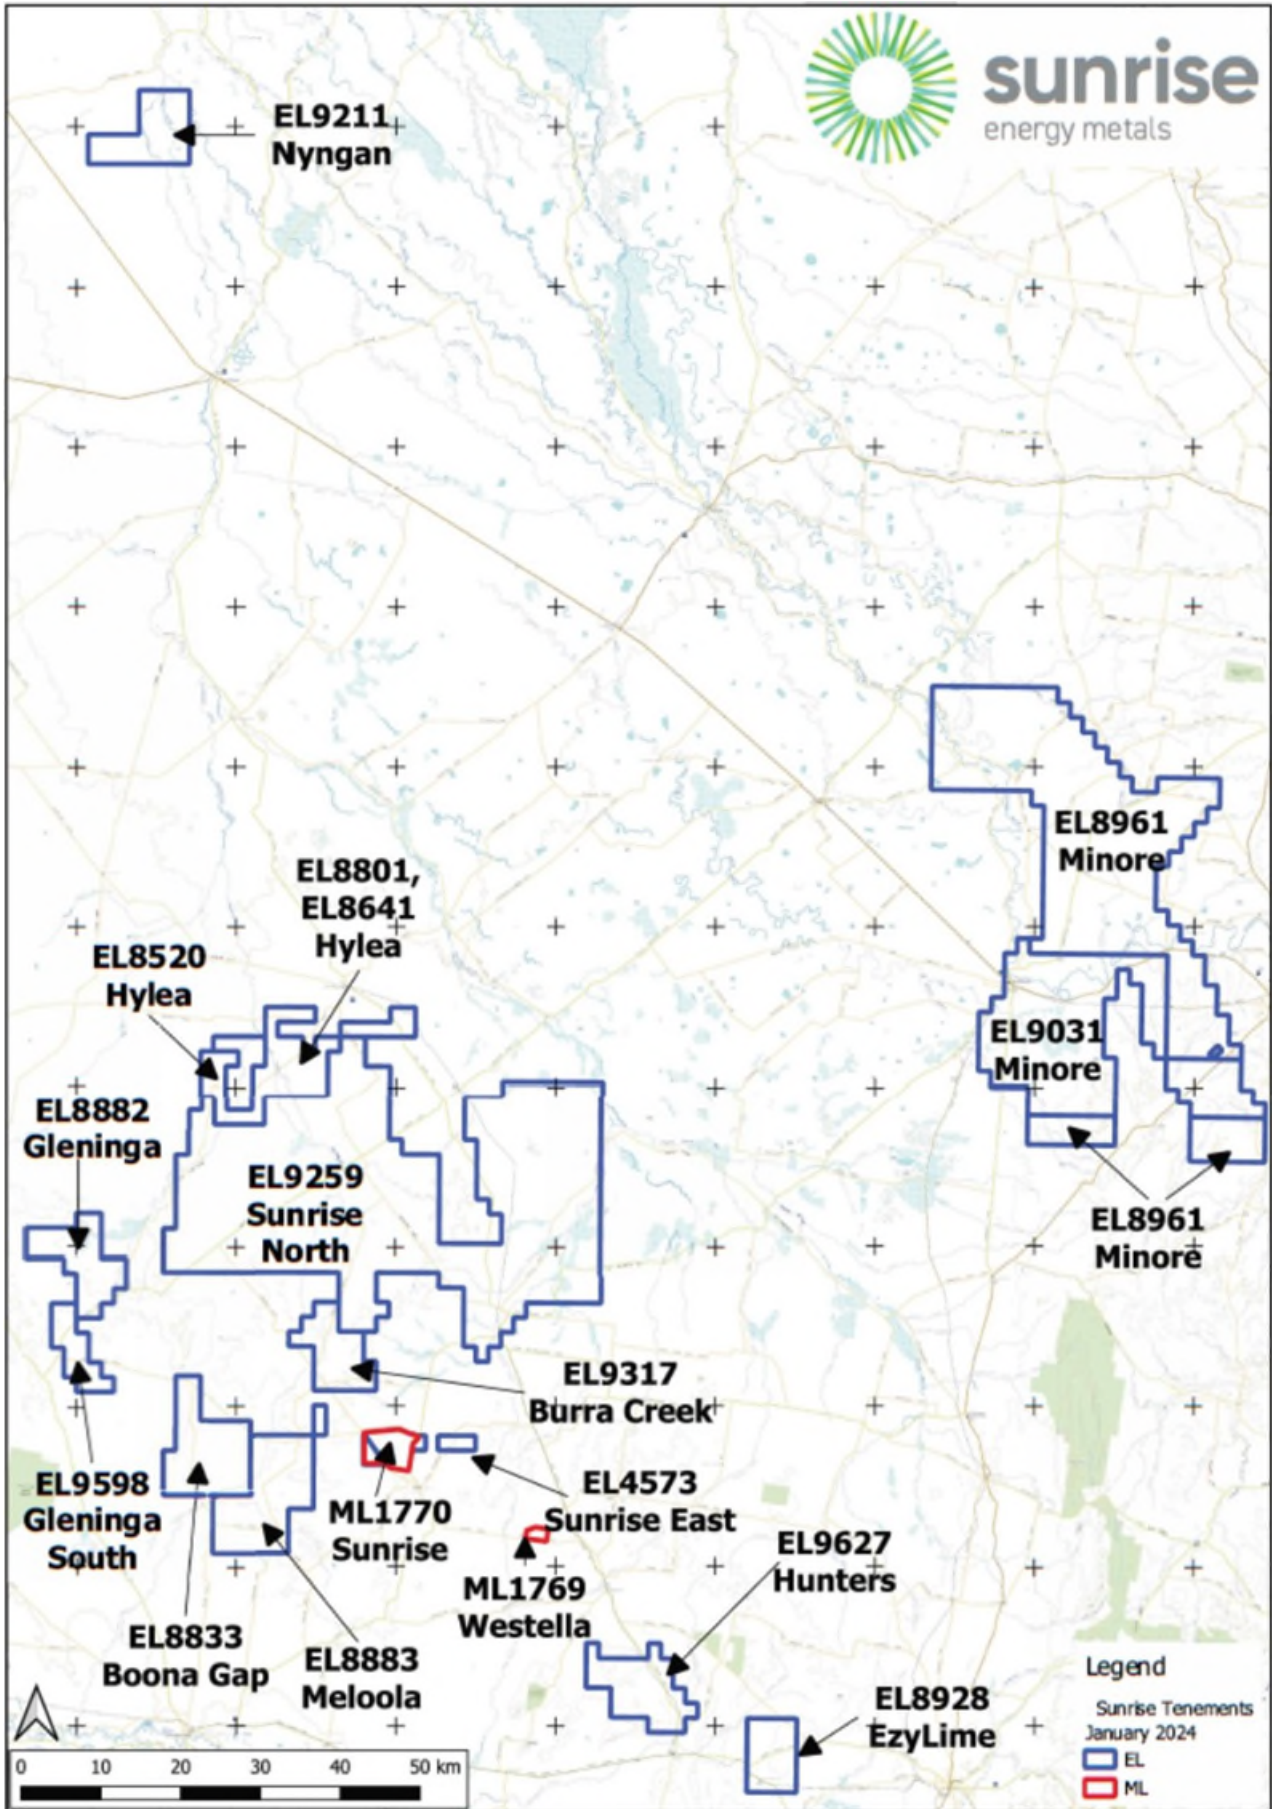 sunrise
energy metals
EL9211
Nyngan
EL8961
Minore
EL8801,
EL8641
Hylea
EL8520
Hylea
EL9031
Minore
EL8882
Gleninga
EL9259
Sunrise
North
EL8961
Minore
EL9317
Burra Creek
EL9598
Gleninga
South
ML1770
Sunrise
EL4573
Sunrise East
EL9627
Hunters
ML1769
Westella
EL8833
Boona Gap
EL8883
Meloola
EL8928
EzyLime
Legend
Sunrise Tenements
January 2024
EL
ML
0 10 20 30 40 50 km